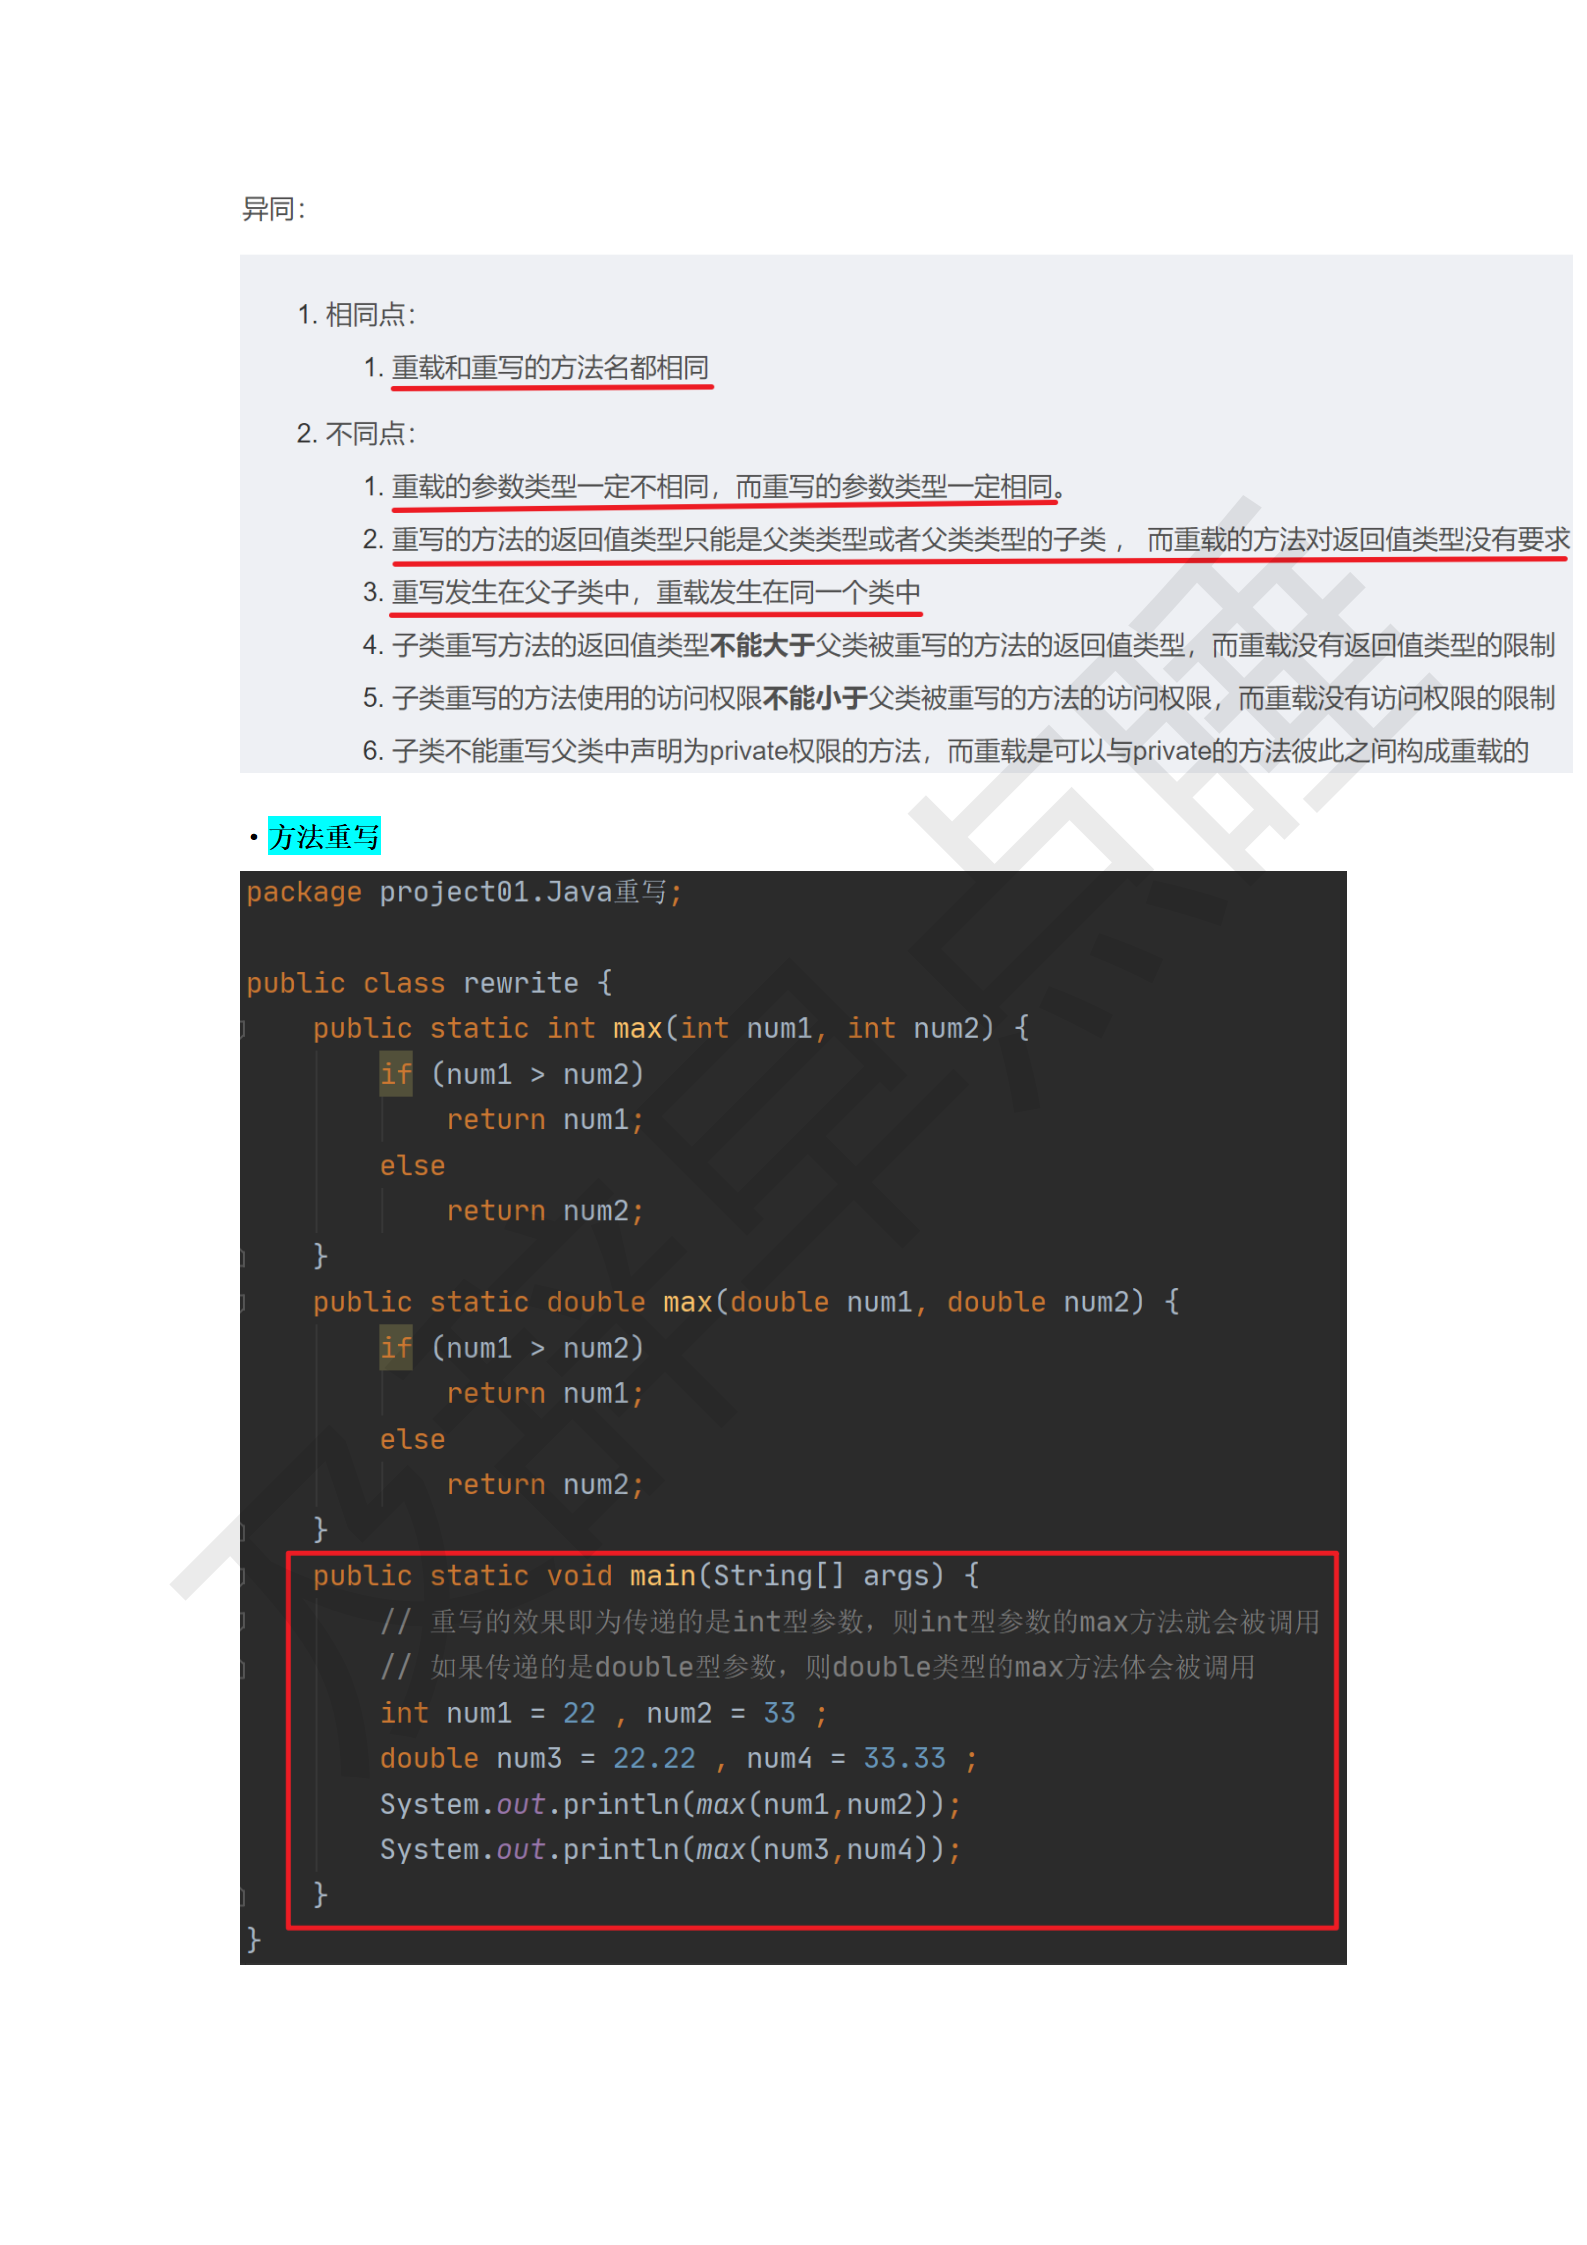 异同：
1. 相同点：
1. 重载和重写的方法名都相同
2. 不同点：
1. 重载的参数类型一定不相同，而重写的参数类型一定相同。
2. 重写的方法的返回值类型只能是父类类型或者父类类型的子类 ， 而重载的方法对返回值类型没有要求
3. 重写发生在父子类中，重载发生在同一个类中
4. 子类重写方法的返回值类型不能大于父类被重写的方法的返回值类型，而重载没有返回值类型的限制
5. 子类重写的方法使用的访问权限不能小于父类被重写的方法的访问权限，而重载没有访问权限的限制
6. 子类不能重写父类中声明为private权限的方法，而重载是可以与private的方法彼此之间构成重载的
• 方法重写
package project01.Java重写;
public class rewrite {
public static int max(int num1, int num2) {
if (num1 > num2)
return num1;
else
return num2;
}
public static double max(double num1, double num2) {
if (num1 > num2)
return num1;
else
return num2;
}
public static void main(String[] args) {
// 重写的效果即为传递的是int型参数，则int型参数的max方法就会被调用
// 如果传递的是double型参数，则double类型的max方法体会被调用
int num1 = 22 , num2 = 33 ;
double num3 = 22.22 , num4 = 33.33 ;
System.out.println(max(num1,num2));
System.out.println(max(num3,num4));
}
}